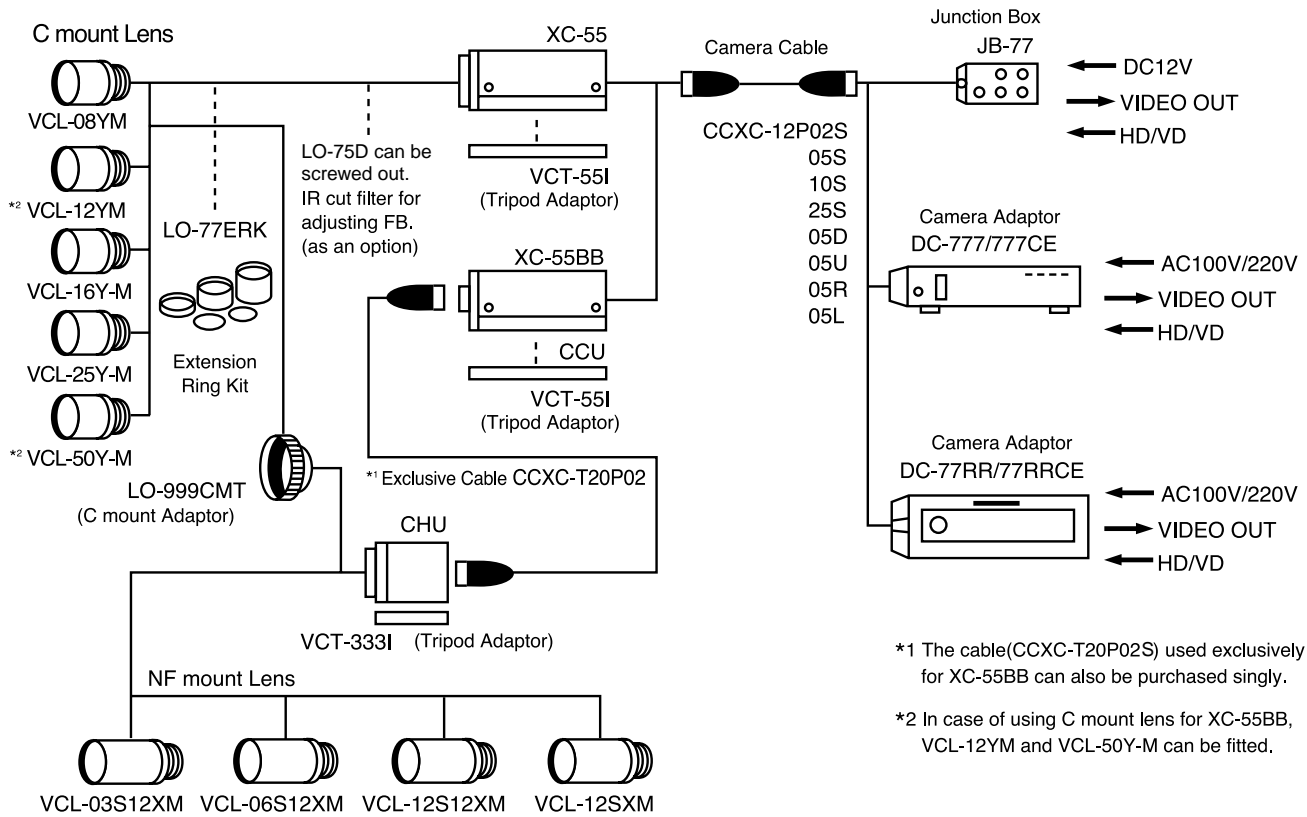 C mount Lens
VCL-08YM
*2 VCL-12YM
VCL-16Y-M
VCL-25Y-M
*2 VCL-50Y-M
LO-77ERK
Extension
Ring Kit
LO-75D can be
screwed out.
IR cut filter for
adjusting FB.
(as an option)
XC-55
VCT-55I
(Tripod Adaptor)
XC-55BB
CCU
VCT-55I
(Tripod Adaptor)
*1 Exclusive Cable CCXC-T20P02
LO-999CMT
(C mount Adaptor)
CHU
VCT-333I (Tripod Adaptor)
NF mount Lens
VCL-03S12XM
VCL-06S12XM
VCL-12S12XM
VCL-12SXM
Camera Cable
CCXC-12P02S
05S
10S
25S
05D
05U
05R
05L
Junction Box
JB-77
DC12V
VIDEO OUT
HD/VD
Camera Adaptor
DC-777/777CE
AC100V/220V
VIDEO OUT
HD/VD
Camera Adaptor
DC-77RR/77RRCE
AC100V/220V
VIDEO OUT
HD/VD
*1 The cable(CCXC-T20P02S) used exclusively
for XC-55BB can also be purchased singly.
*2 In case of using C mount lens for XC-55BB,
VCL-12YM and VCL-50Y-M can be fitted.